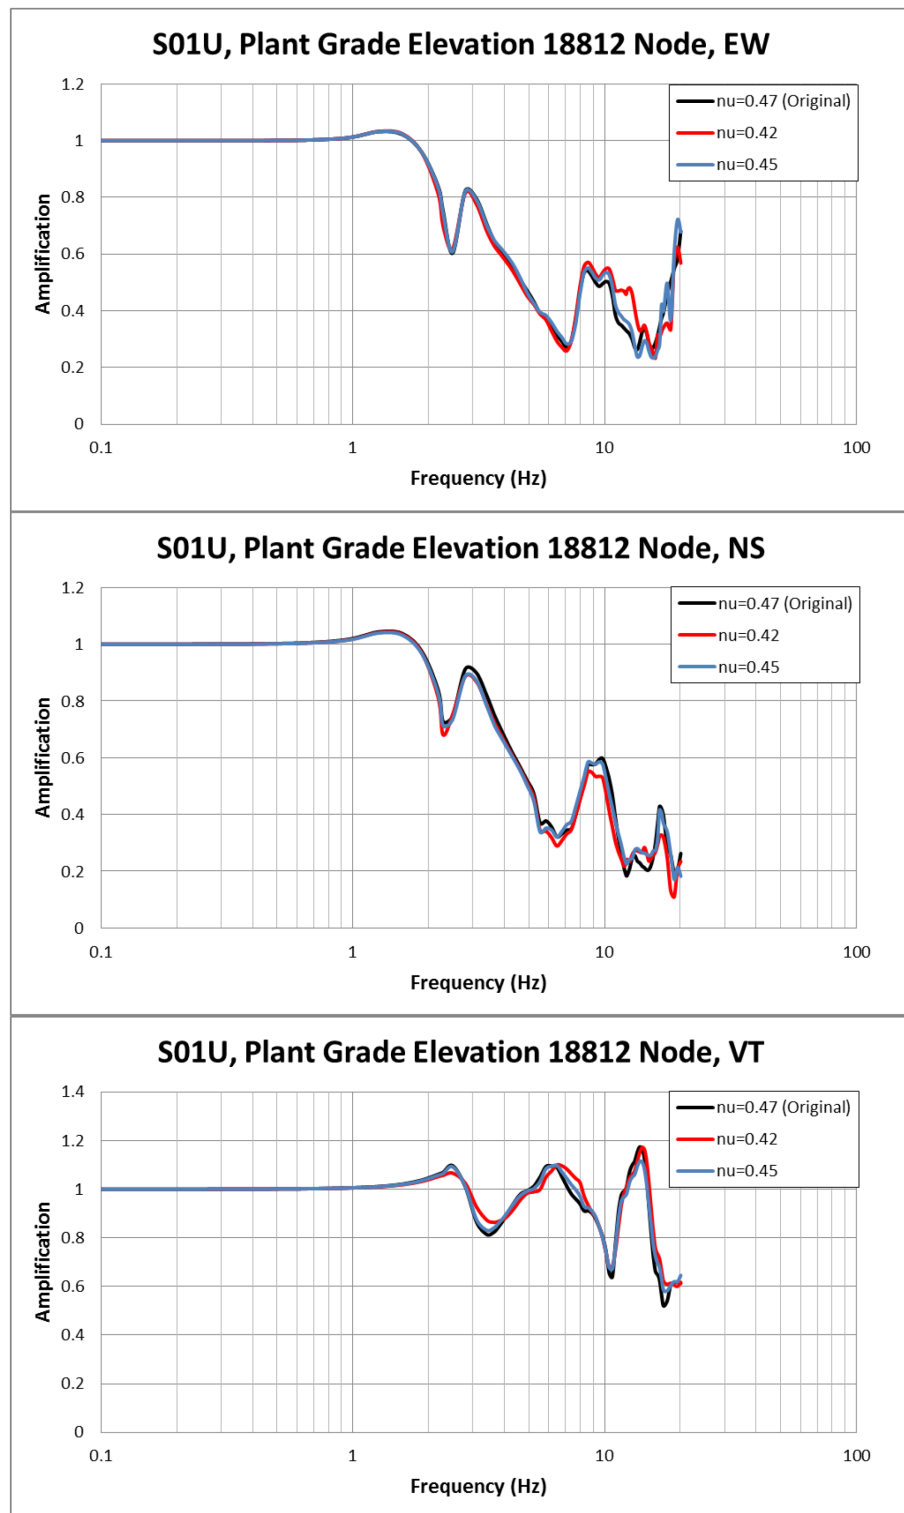 S01U, Plant Grade Elevation 18812 Node, EW
1.2
nu=0.47 (Original)
1
nu=0.42
nu=0.45
0.8
0.6
0.4
0.2
0
Amplification
0.1
1
10
100
Frequency (Hz)
S01U, Plant Grade Elevation 18812 Node, NS
1.2
nu=0.47 (Original)
1
nu=0.42
nu=0.45
0.8
0.6
0.4
0.2
0
Amplification
0.1
1
10
100
Frequency (Hz)
S01U, Plant Grade Elevation 18812 Node, VT
1.4
nu=0.47 (Original)
1.2
nu=0.42
nu=0.45
1
0.8
0.6
0.4
0.2
0
Amplification
0.1
1
10
100
Frequency (Hz)